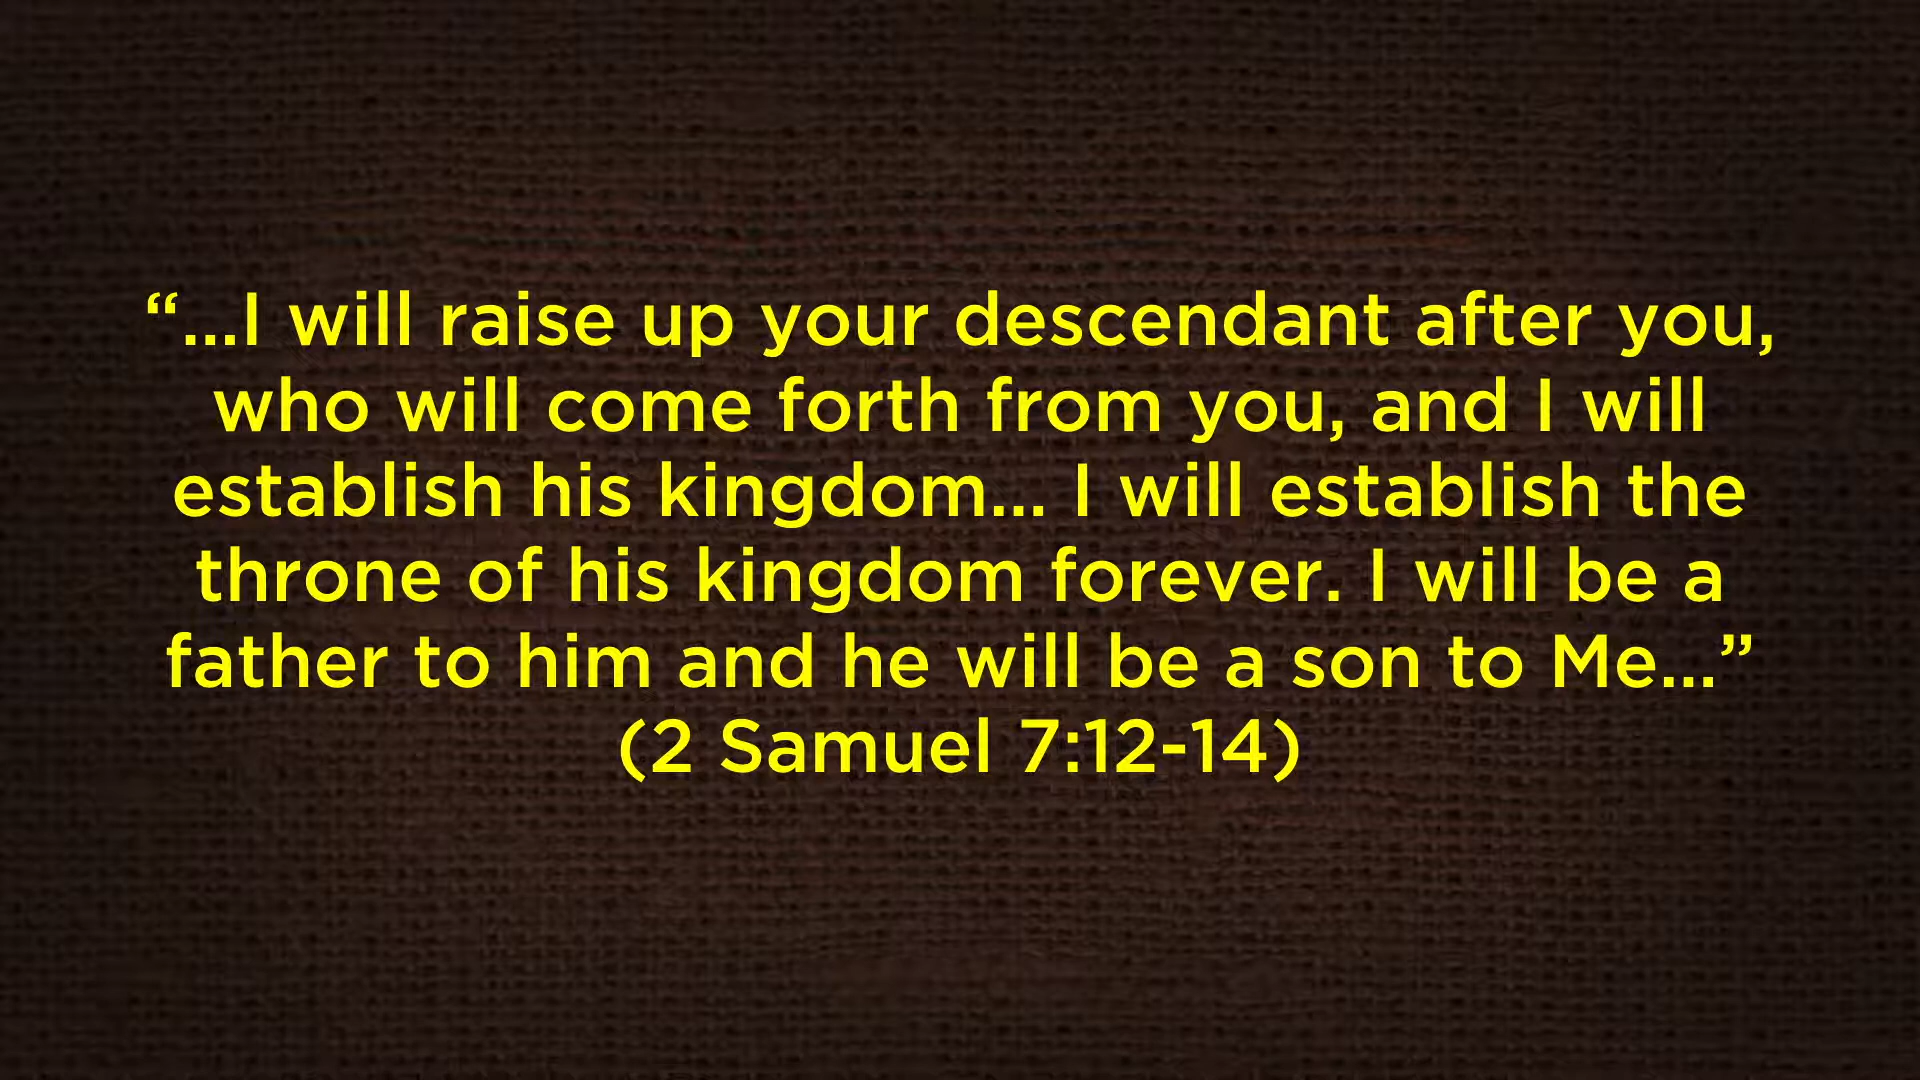 “...I will raise up your descendant after you,
who will come forth from you, and I will
establish his kingdom... I will establish the
throne of his kingdom forever. I will be a
father to him and he will be a son to Me...”
(2 Samuel 7:12-14)